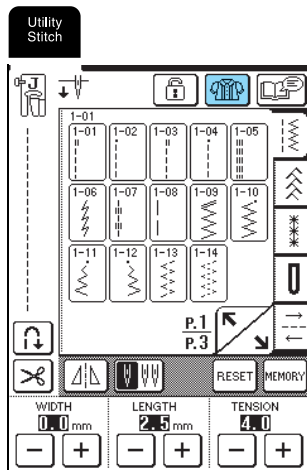 Utility
Stitch
J
1-01
1-01 1-02 1-03 1-04 1-05
1-06 1-07 1-08 1-09 1-10
1-11 1-12 1-13 1-14
P.1
P.3
RESET MEMORY
WIDTH LENGTH TENSION
0.0 mm 2.5 mm 4.0
− + − + − +